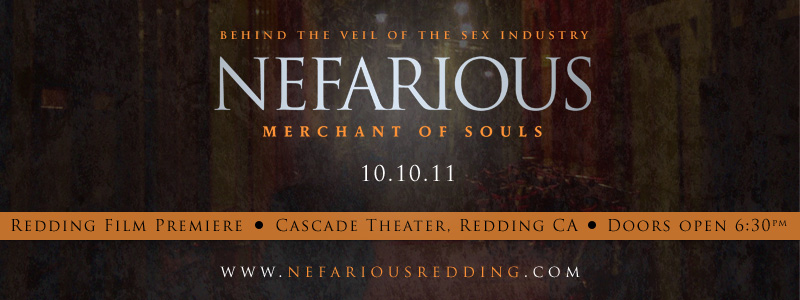 BEHIND THE VEIL OF THE SEX INDUSTRY
NEFARIOUS
MERCHANT OF SOULS
10.10.11
REDDING FILM PREMIERE • CASCADE THEATER, REDDING CA • DOORS OPEN 6:30PM
WWW.NEFARIOUSREDDING.COM